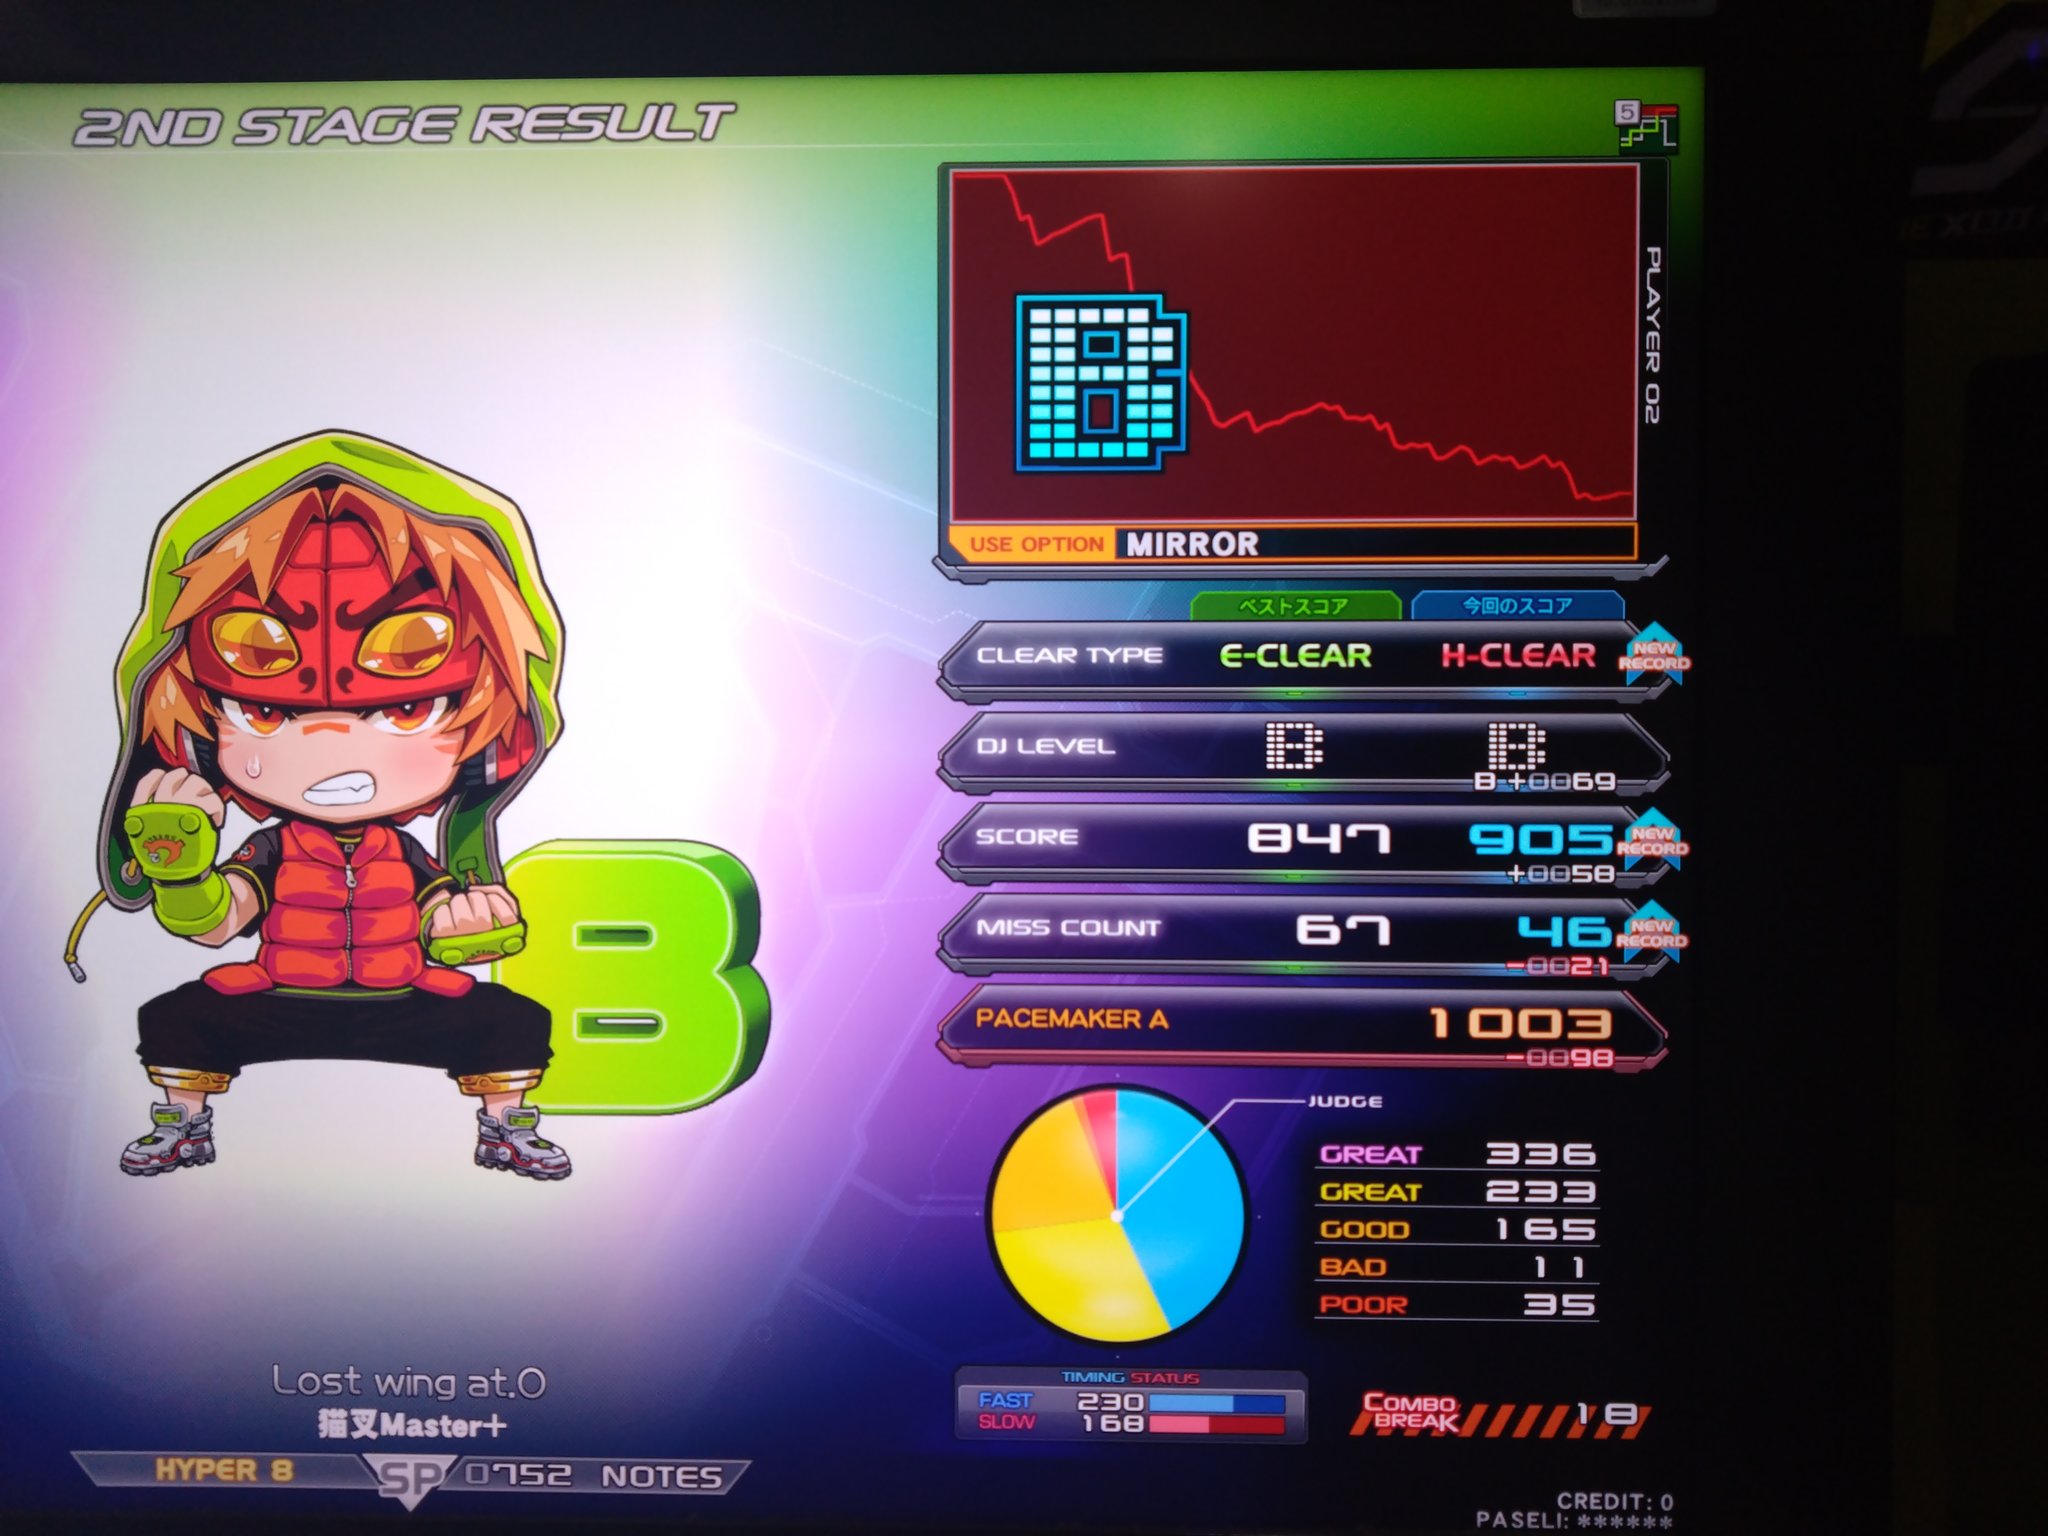 2ND STAGE RESULT
5
PLAYER 02
B
USE OPTION MIRROR
ベストスコア 今回のスコア
CLEAR TYPE E-CLEAR H-CLEAR NEW RECORD
DJ LEVEL B B
B +0069
SCORE 847 905 NEW RECORD
+0058
MISS COUNT 67 46 NEW RECORD
-0021
PACEMAKER A 1003
-0098
B
JUDGE
GREAT 336
GREAT 233
GOOD 165
BAD 11
POOR 35
TIMING STATUS
FAST 230
SLOW 168
COMBO BREAK 18
Lost wing at.0
猫叉Master+
HYPER 8 SP 0752 NOTES
CREDIT: 0
PASELI: ******